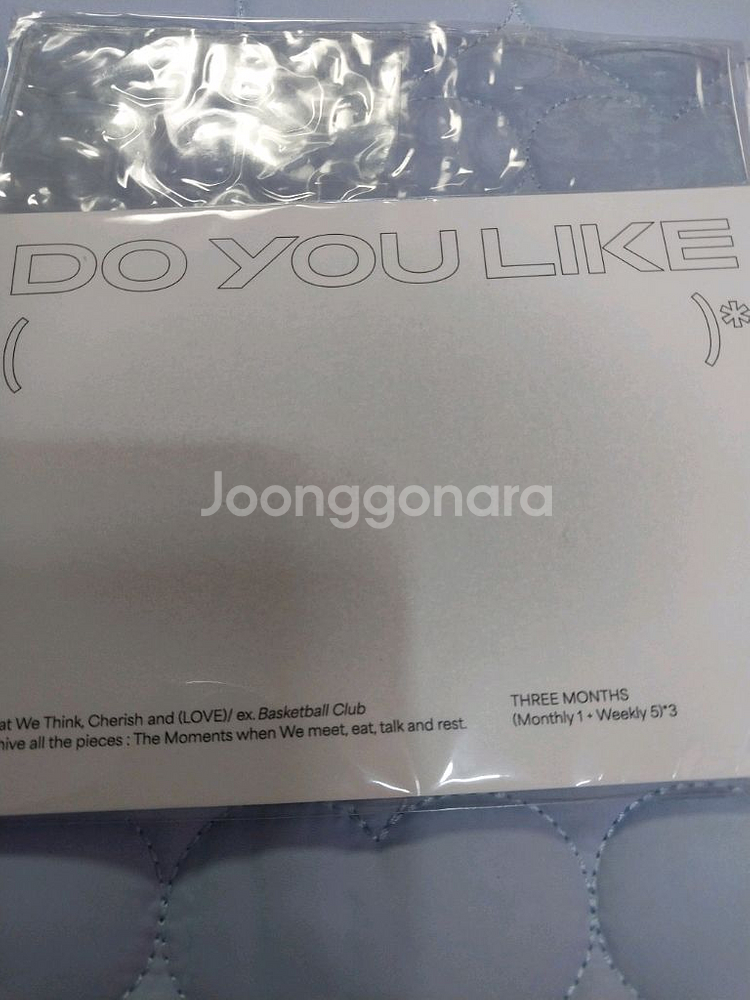 DO YOU LIKE
( )*
Joonggonara
at We Think, Cherish and (LOVE)/ ex. Basketball Club
hive all the pieces : The Moments when We meet, eat, talk and rest.
THREE MONTHS
(Monthly 1 + Weekly 5)*3